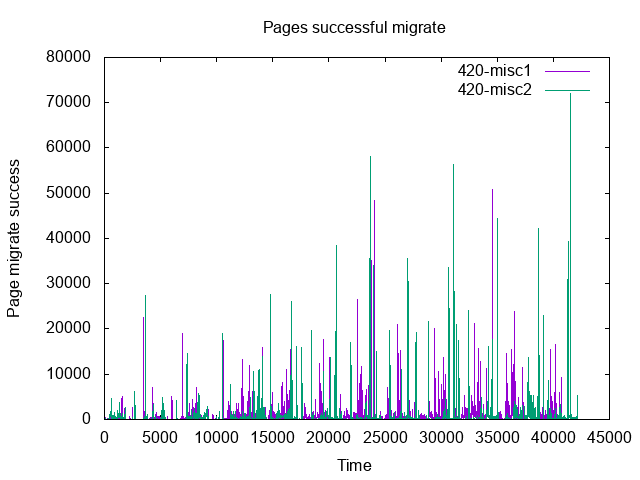 Pages successful migrate
420-misc1
420-misc2
80000
70000
60000
50000
40000
30000
20000
10000
0
Page migrate success
0 5000 10000 15000 20000 25000 30000 35000 40000 45000
Time